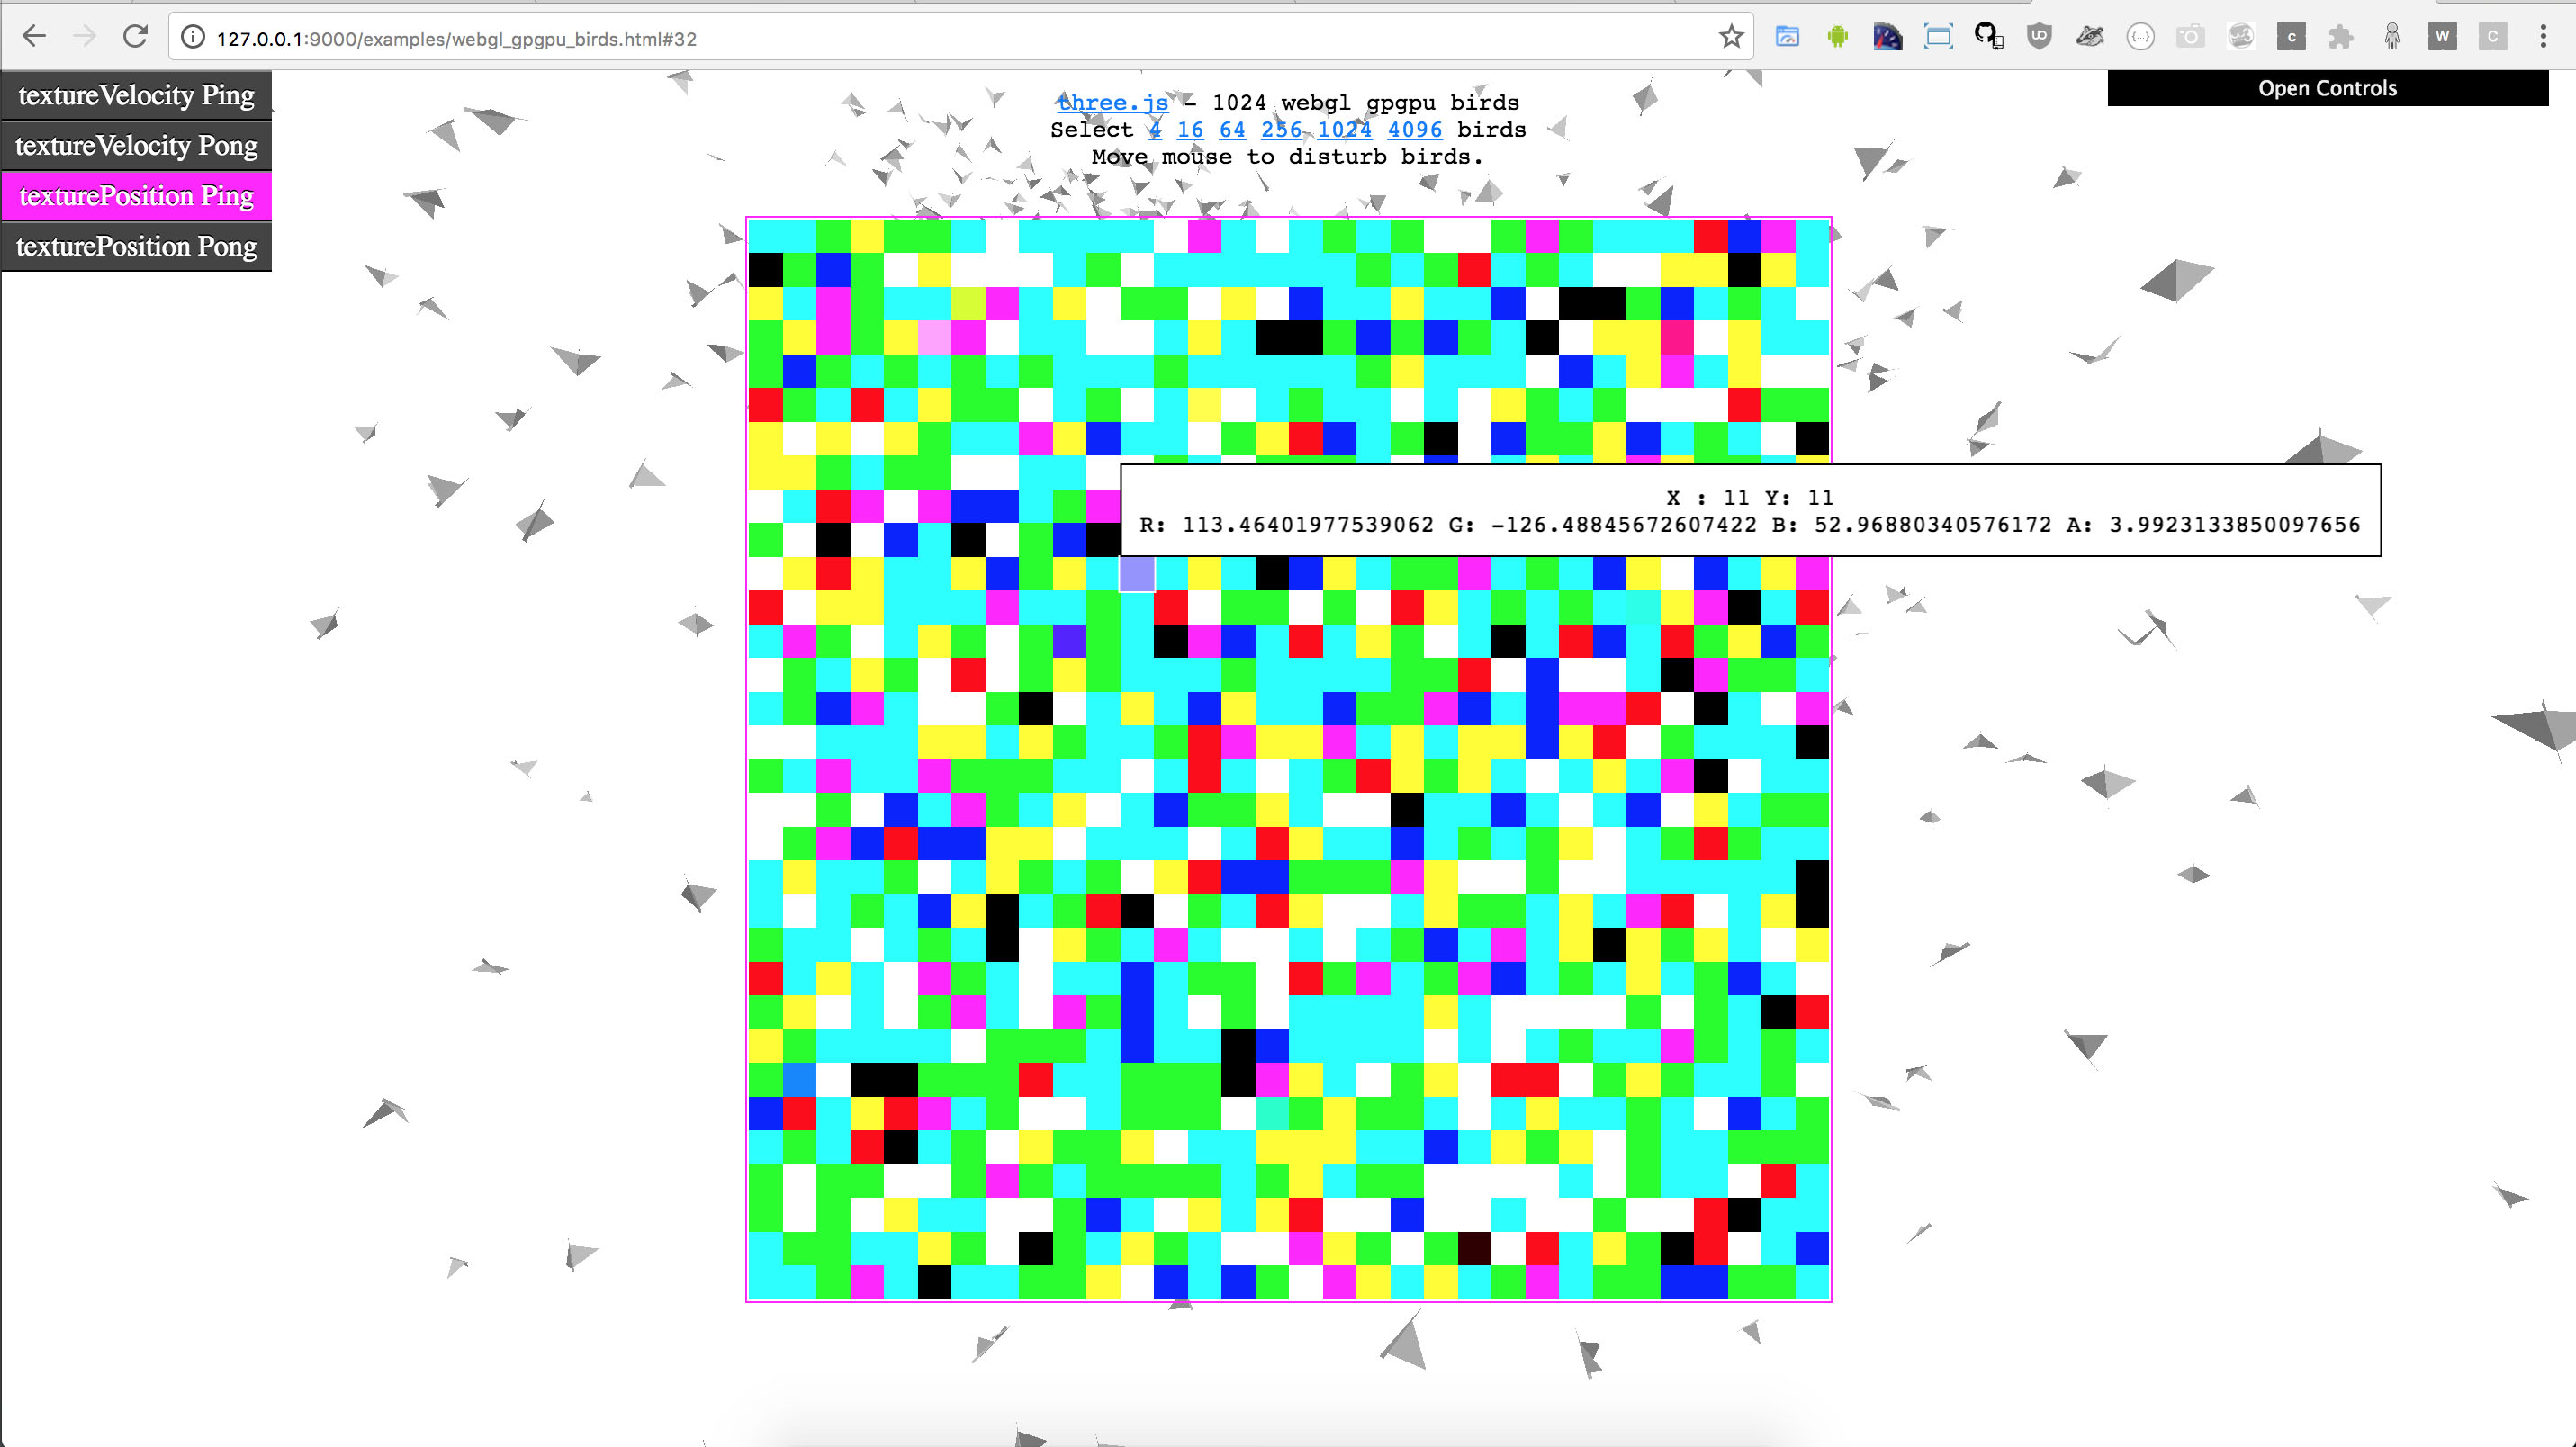 127.0.0.1:9000/examples/webgl_gpgpu_birds.html#32
textureVelocity Ping
textureVelocity Pong
texturePosition Ping
texturePosition Pong
three.js - 1024 webgl gpgpu birds
Select 4 16 64 256 1024 4096 birds
Move mouse to disturb birds.
Open Controls
X : 11 Y: 11
R: 113.46401977539062 G: -126.48845672607422 B: 52.96880340576172 A: 3.9923133850097656